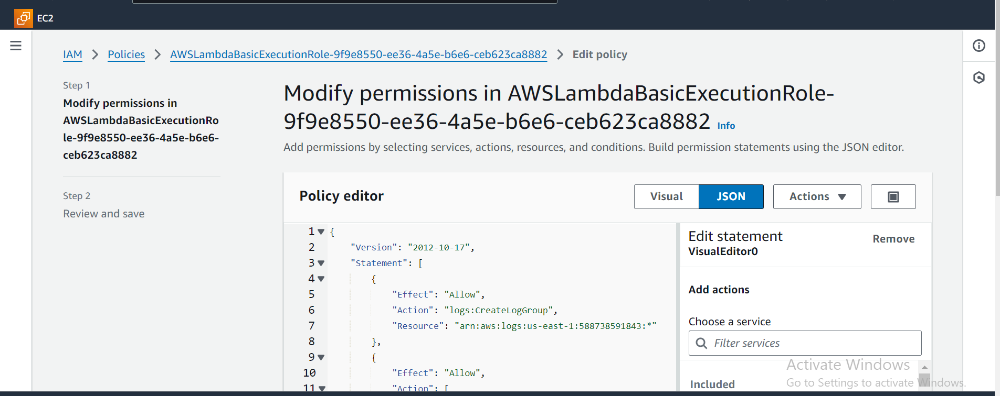 EC2
IAM > Policies > AWSLambdaBasicExecutionRole-9f9e8550-ee36-4a5e-b6e6-ceb623ca8882 > Edit policy
Step 1
Modify permissions in
AWSLambdaBasicExecutionRo
le-9f9e8550-ee36-4a5e-b6e6-
ceb623ca8882
Step 2
Review and save
Modify permissions in AWSLambdaBasicExecutionRole-
9f9e8550-ee36-4a5e-b6e6-ceb623ca8882 Info
Add permissions by selecting services, actions, resources, and conditions. Build permission statements using the JSON editor.
Policy editor
Visual JSON Actions
1 {
2 "Version": "2012-10-17",
3 "Statement": [
4 {
5 "Effect": "Allow",
6 "Action": "logs:CreateLogGroup",
7 "Resource": "arn:aws:logs:us-east-1:588738591843:*"
8 },
9 {
10 "Effect": "Allow",
11 "Action": [
Edit statement
VisualEditor0
Remove
Add actions
Choose a service
Filter services
Included
Activate Windows
Go to Settings to activate Windows.